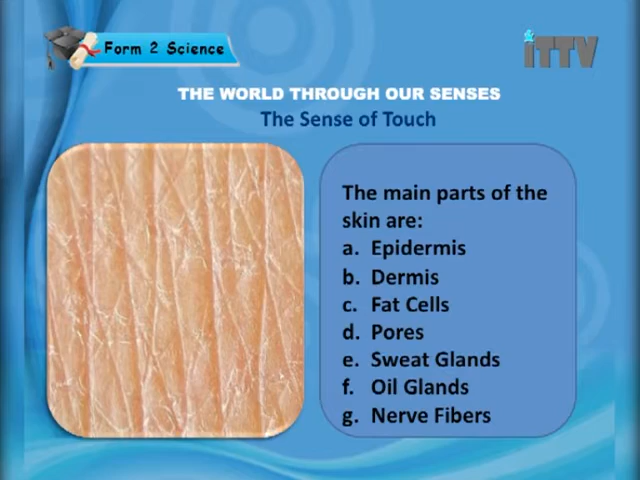 Form 2 Science
iTTV
THE WORLD THROUGH OUR SENSES
The Sense of Touch
The main parts of the
skin are:
a. Epidermis
b. Dermis
c. Fat Cells
d. Pores
e. Sweat Glands
f. Oil Glands
g. Nerve Fibers